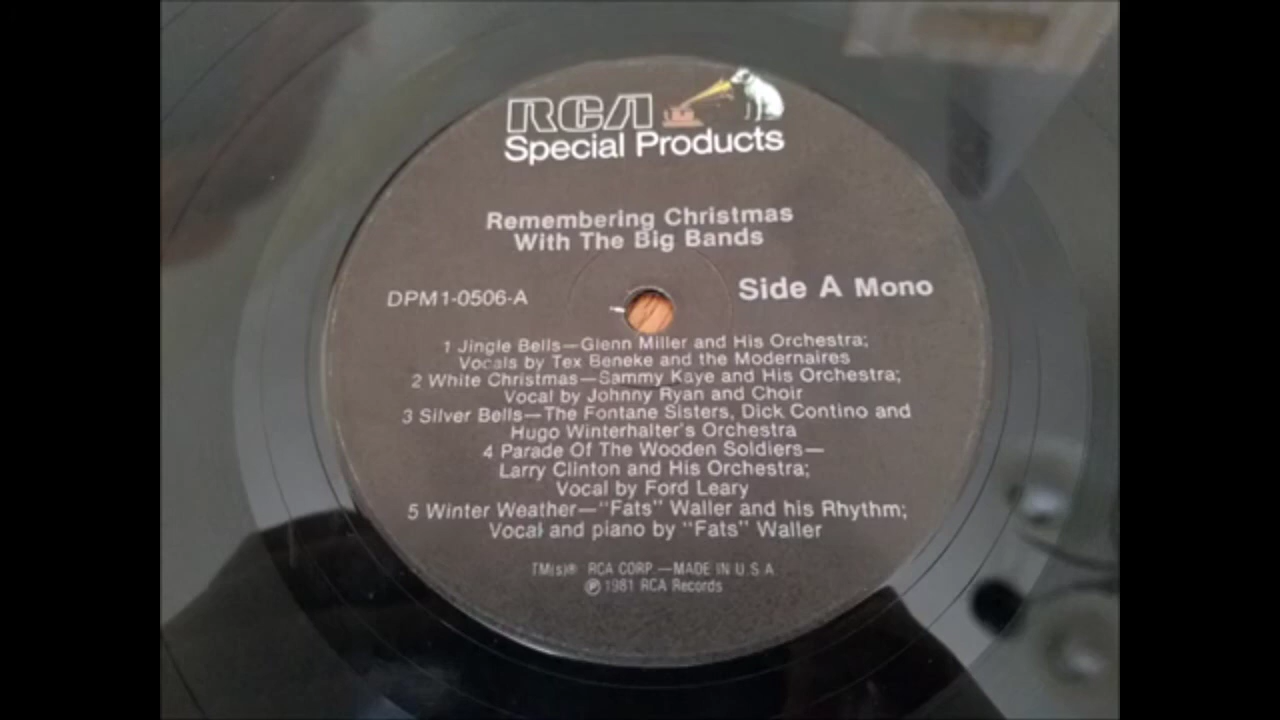 RCA
Special Products
Remembering Christmas
With The Big Bands
DPM1-0506-A
Side A Mono
1 Jingle Bells—Glenn Miller and His Orchestra;
Vocals by Tex Beneke and the Modernaires
2 White Christmas—Sammy Kaye and His Orchestra;
Vocal by Johnny Ryan and Choir
3 Silver Bells—The Fontane Sisters, Dick Contino and
Hugo Winterhalter's Orchestra
4 Parade Of The Wooden Soldiers—
Larry Clinton and His Orchestra;
Vocal by Ford Leary
5 Winter Weather—"Fats" Waller and his Rhythm;
Vocal and piano by "Fats" Waller
TM(s)® RCA CORP.—MADE IN U.S.A.
℗ 1981 RCA Records